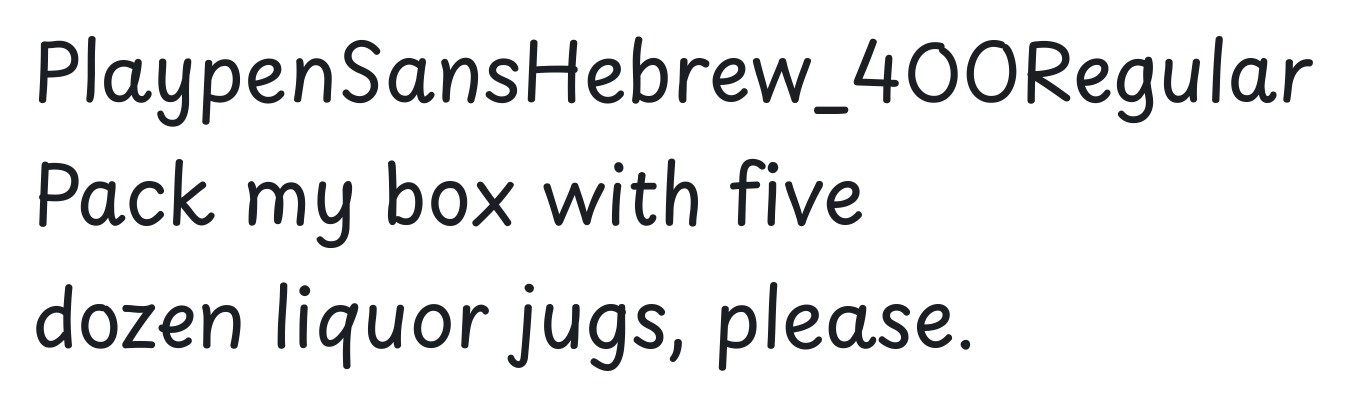 PlaypenSansHebrew_400Regular
Pack my box with five
dozen liquor jugs, please.